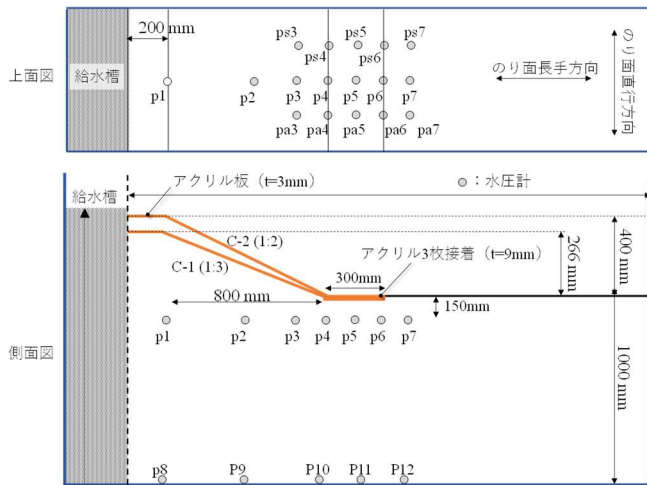 上面図
給水槽
200 mm
p1
p2
ps3
ps4
ps5
ps6
ps7
p3
p4
p5
p6
p7
pa3
pa4
pa5
pa6
pa7
のり面長手方向
のり面直行方向
側面図
給水槽
アクリル板（t=3mm）
：水圧計
C-2 (1:2)
C-1 (1:3)
アクリル3枚接着（t=9mm）
300mm
800 mm
266 mm
400 mm
150mm
1000 mm
p1
p2
p3
p4
p5
p6
p7
p8
P9
P10
P11
P12